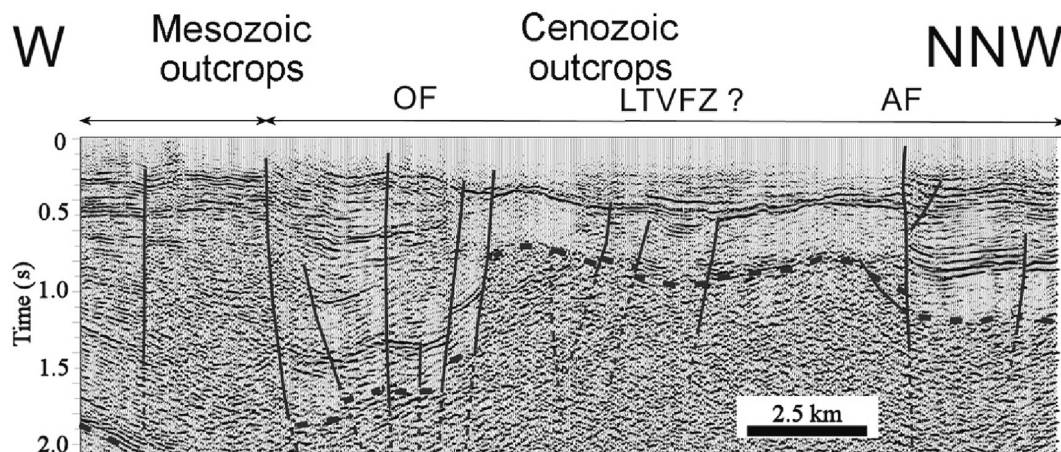 W
Mesozoic
outcrops
Cenozoic
outcrops
NNW
OF
LTVFZ ?
AF
Time (s)
0
0.5
1.0
1.5
2.0
2.5 km